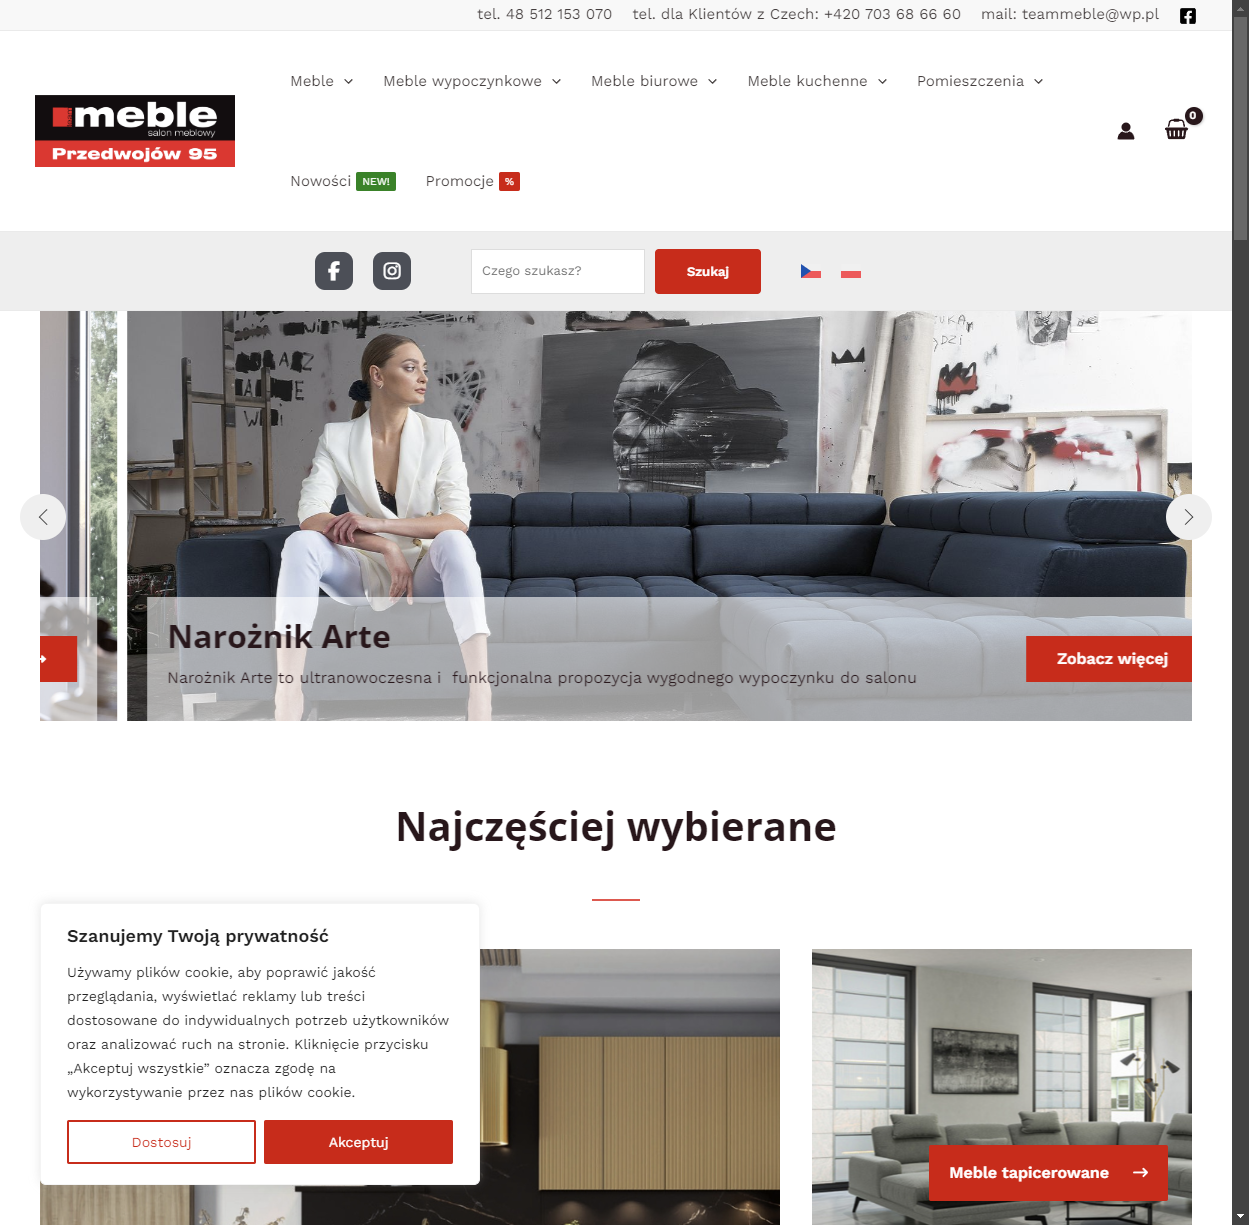 tel. 48 512 153 070 tel. dla Klientów z Czech: +420 703 68 66 60 mail: teammeble@wp.pl
Meble Meble wypoczynkowe Meble biurowe Meble kuchenne Pomieszczenia
meble
salon meblowy
Przedwojów 95
0
Nowości NEW! Promocje %
Czego szukasz? Szukaj
Narożnik Arte
Narożnik Arte to ultranowoczesna i funkcjonalna propozycja wygodnego wypoczynku do salonu
Zobacz więcej
Najczęściej wybierane
Szanujemy Twoją prywatność
Używamy plików cookie, aby poprawić jakość
przeglądania, wyświetlać reklamy lub treści
dostosowane do indywidualnych potrzeb użytkowników
oraz analizować ruch na stronie. Kliknięcie przycisku
„Akceptuj wszystkie” oznacza zgodę na
wykorzystywanie przez nas plików cookie.
Dostosuj Akceptuj
Meble tapicerowane